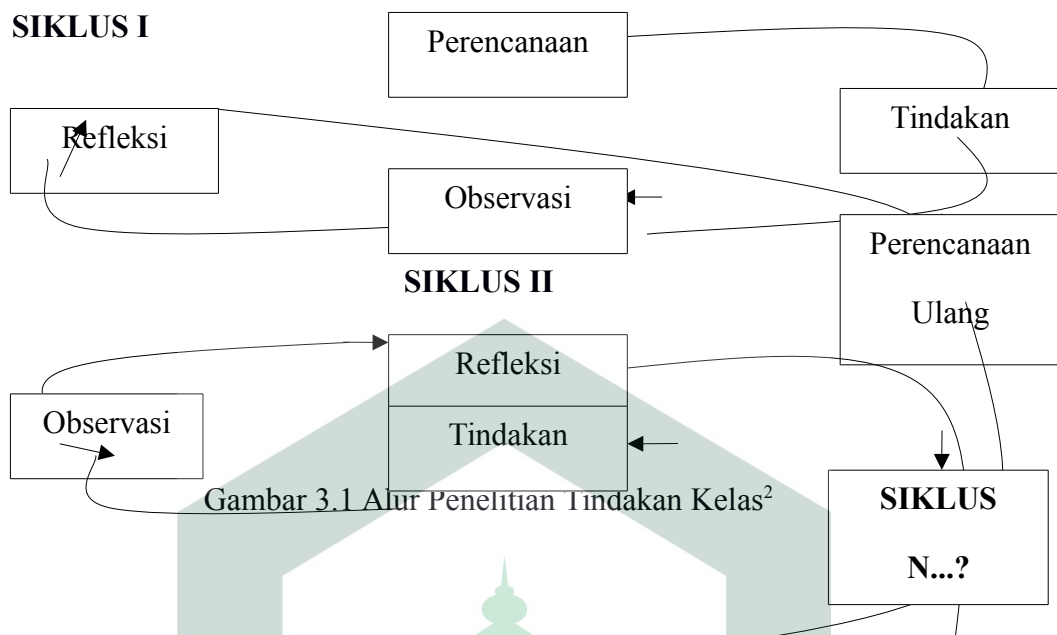 SIKLUS I
Perencanaan
Tindakan
Refleksi
Observasi
Perencanaan
Ulang
SIKLUS II
Refleksi
Observasi
Tindakan
Gambar 3.1 Alur Penelitian Tindakan Kelas²
SIKLUS
N...?